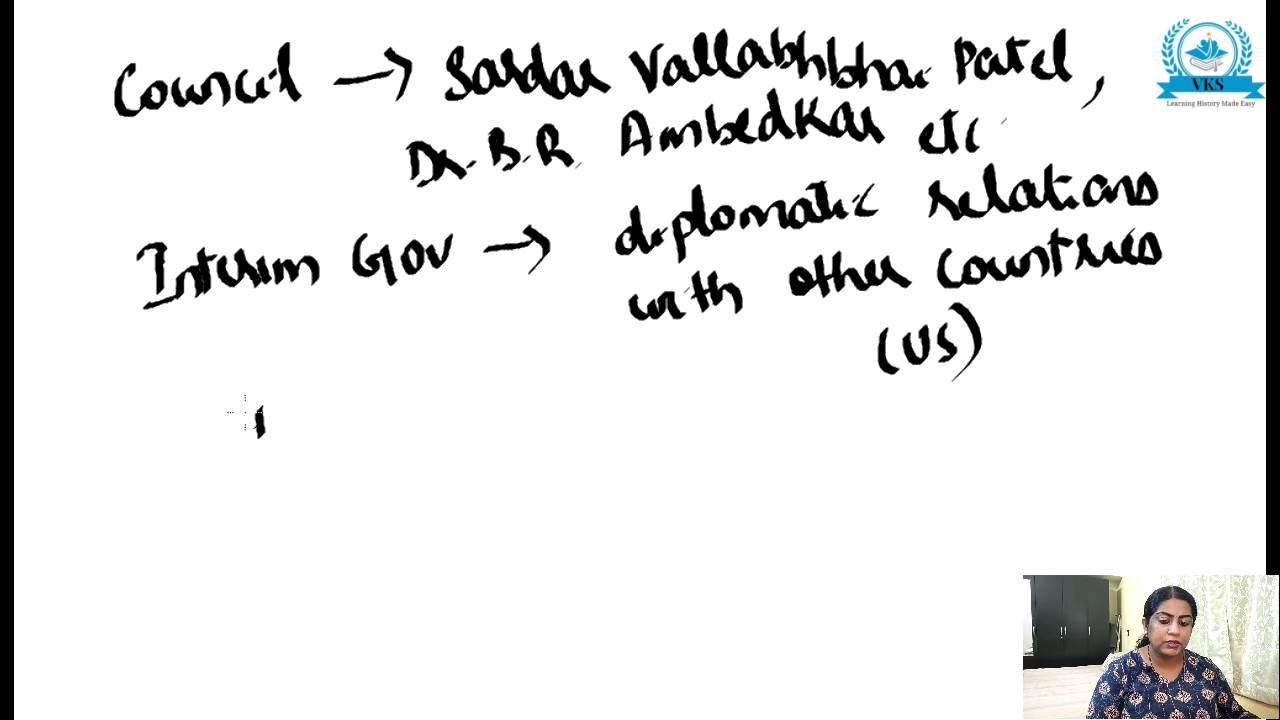 Council → Sardar Vallabhbhai Patel,
Dr. B.R. Ambedkar etc
Interim Gov → diplomatic relations
with other countries
(US)
VKS
Learning History Made Easy